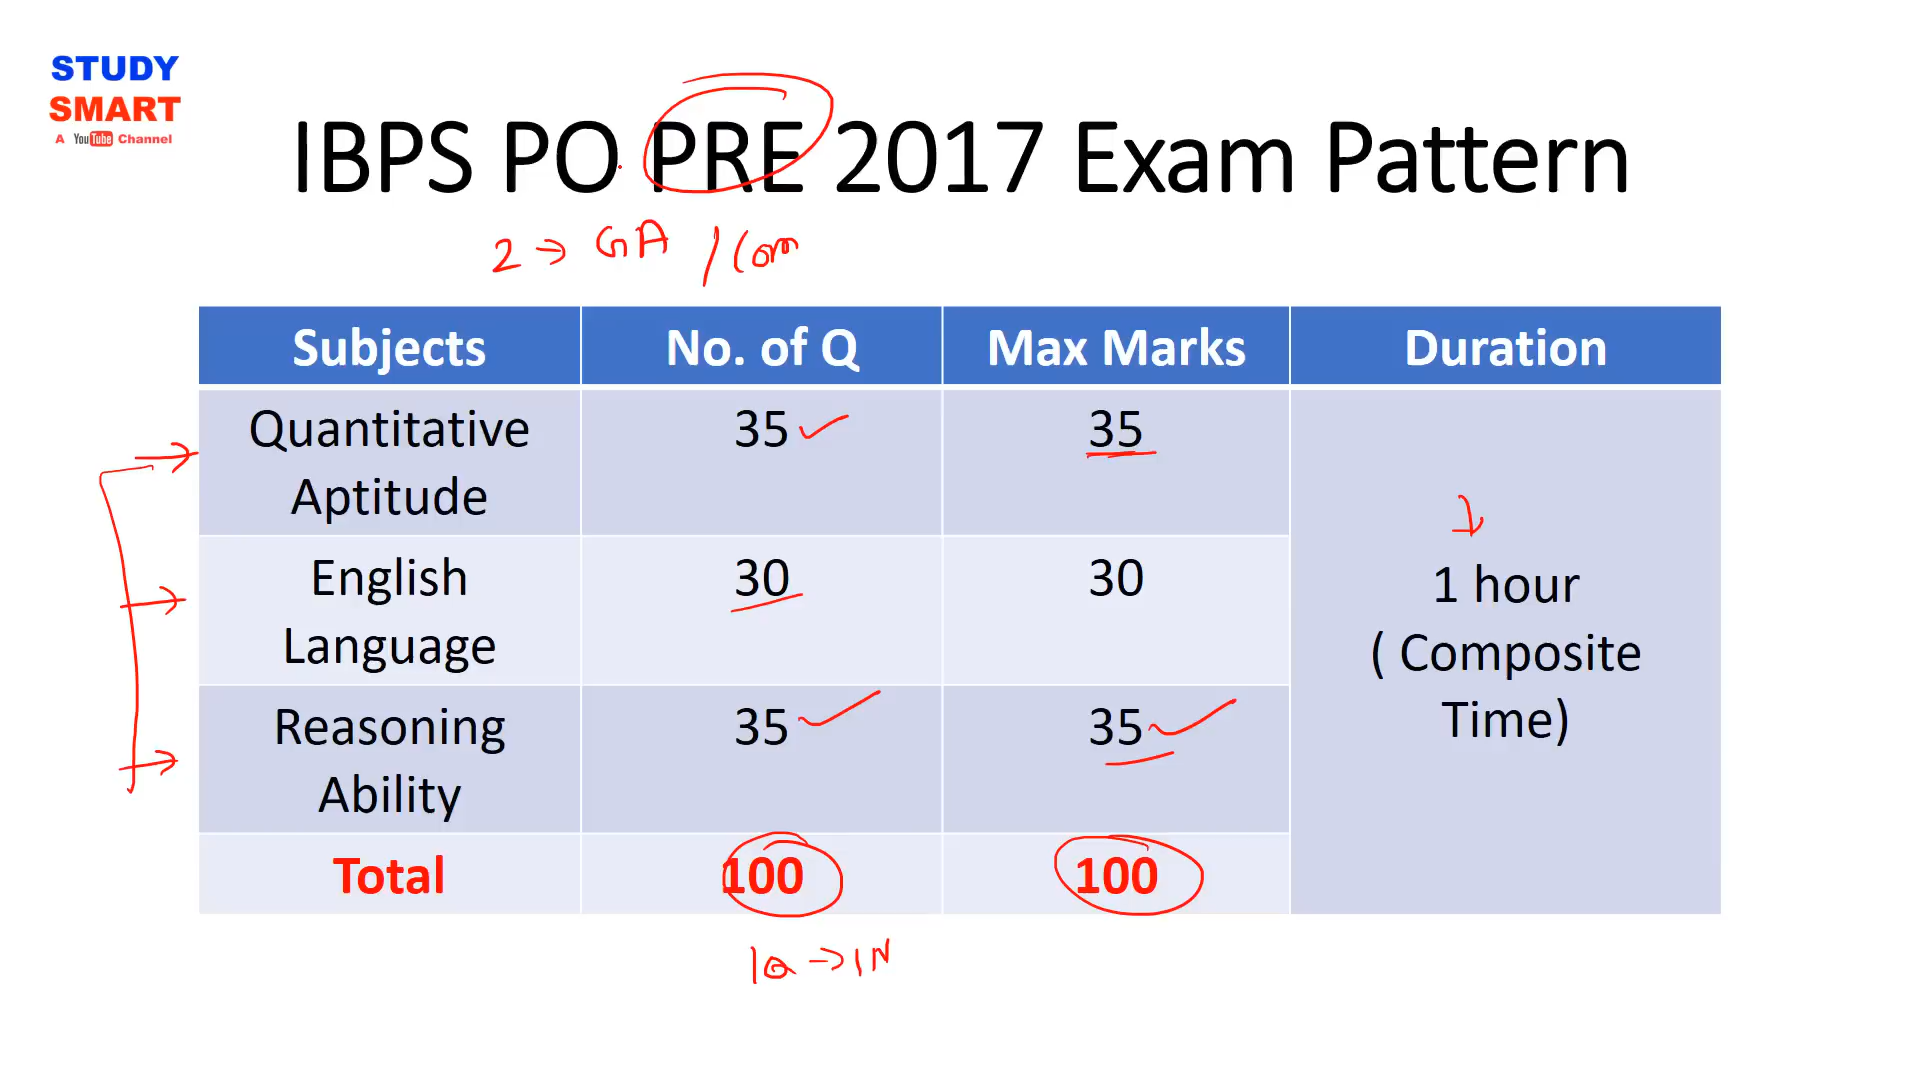 STUDY
SMART
A YouTube Channel
IBPS PO PRE 2017 Exam Pattern
2 → GA / Com
Subjects No. of Q Max Marks Duration
Quantitative Aptitude 35 35
English Language 30 30
Reasoning Ability 35 35
1 hour
( Composite
Time)
Total 100 100
1Q → 1